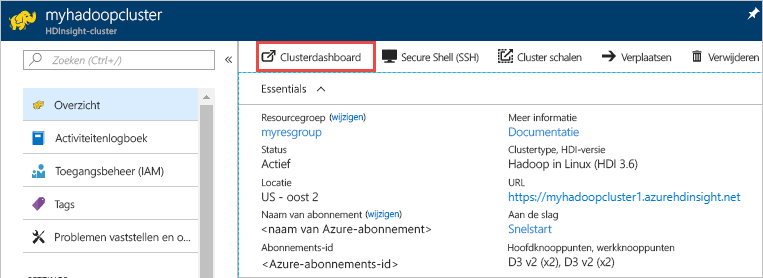 myhadoopcluster
HDInsight-cluster
Zoeken (Ctrl+/)
Overzicht
Activiteitenlogboek
Toegangsbeheer (IAM)
Tags
Problemen vaststellen en o...
Clusterdashboard Secure Shell (SSH) Cluster schalen Verplaatsen Verwijderen
Essentials
Resourcegroep (wijzigen)
myresgroup
Status
Actief
Locatie
US - oost 2
Naam van abonnement (wijzigen)
<naam van Azure-abonnement>
Abonnements-id
<Azure-abonnements-id>
Meer informatie
Documentatie
Clustertype, HDI-versie
Hadoop in Linux (HDI 3.6)
URL
https://myhadoopcluster1.azurehdinsight.net
Aan de slag
Snelstart
Hoofdknooppunten, werkknooppunten
D3 v2 (x2), D3 v2 (x2)